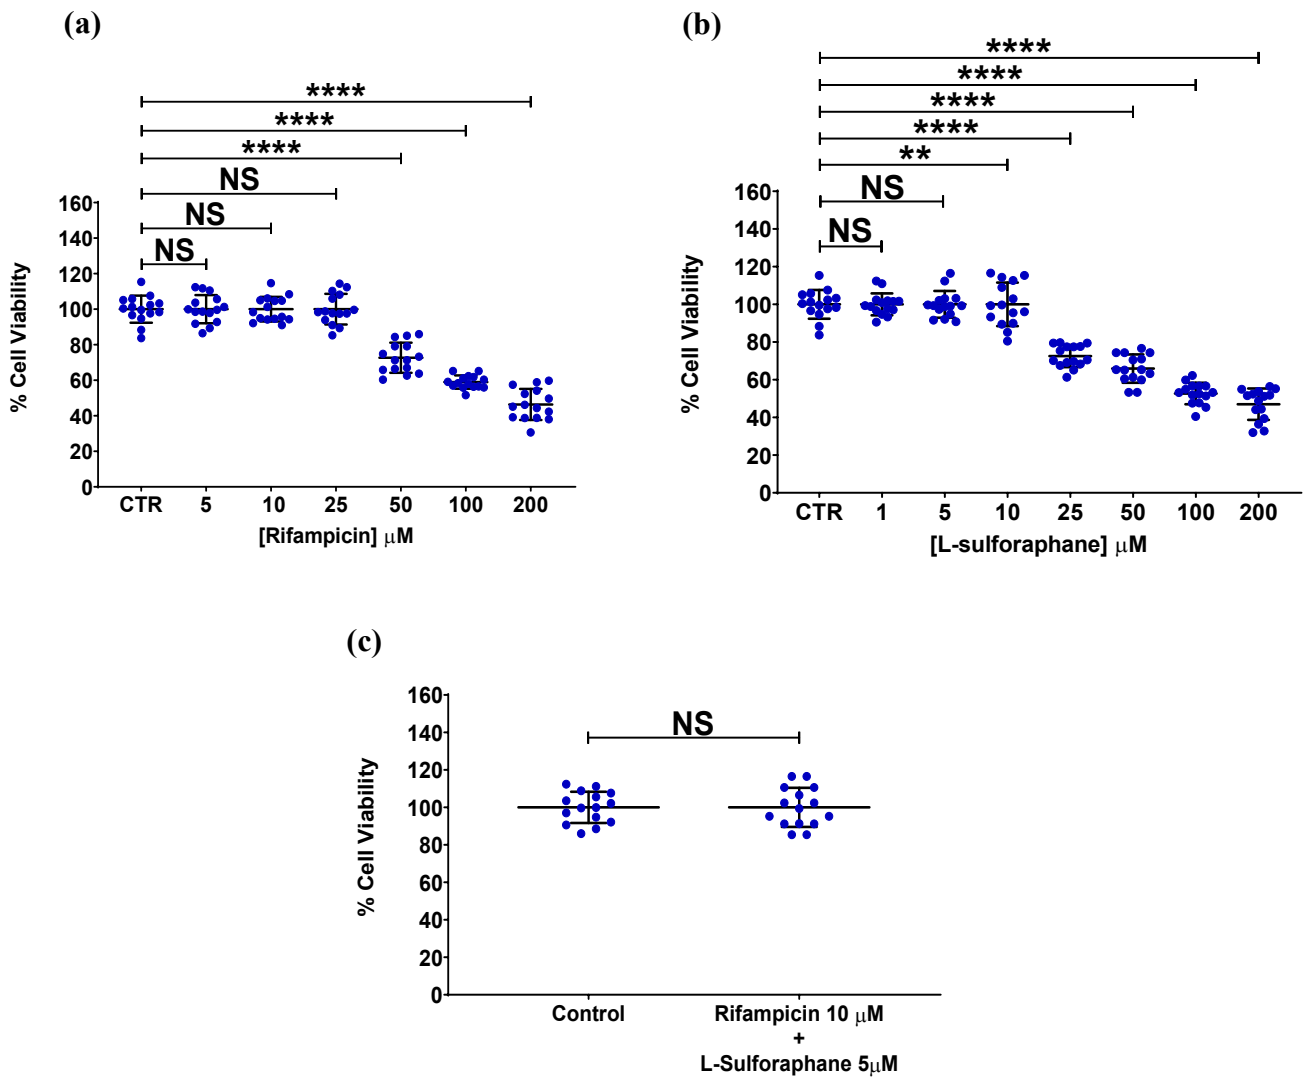 (a)
****
****
****
NS
NS
NS
160
140
120
100
80
60
40
20
0
% Cell Viability
CTR 5 10 25 50 100 200
[Rifampicin] μM
(b)
****
****
****
****
**
NS
NS
160
140
120
100
80
60
40
20
0
% Cell Viability
CTR 1 5 10 25 50 100 200
[L-sulforaphane] μM
(c)
NS
160
140
120
100
80
60
40
20
0
% Cell Viability
Control Rifampicin 10 μM
+
L-Sulforaphane 5μM